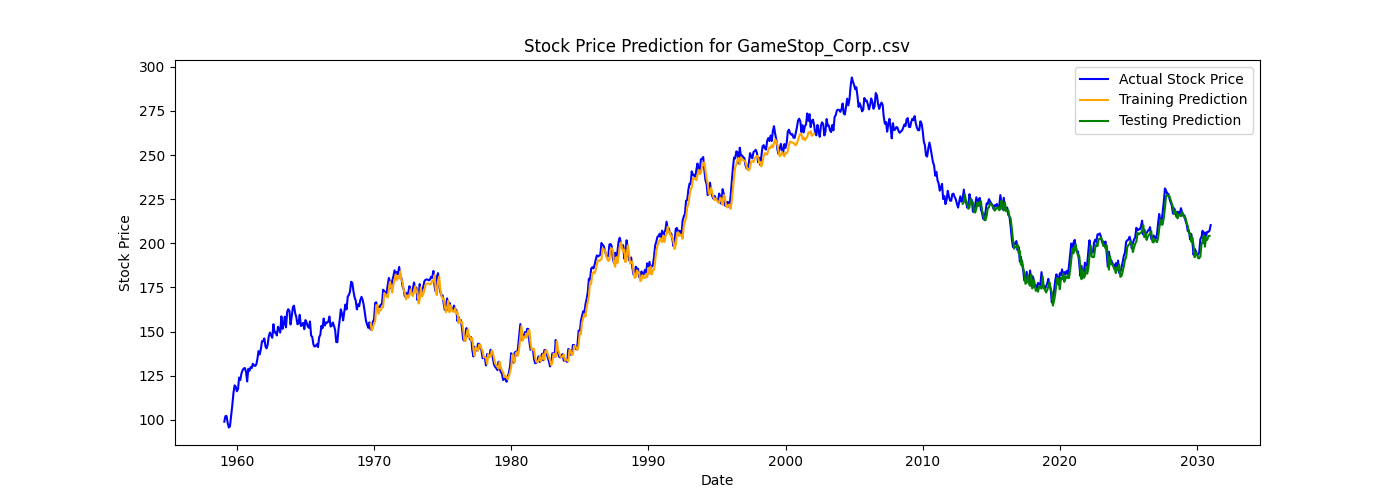 Stock Price Prediction for GameStop_Corp..csv
Actual Stock Price
Training Prediction
Testing Prediction
Stock Price
300
275
250
225
200
175
150
125
100
1960 1970 1980 1990 2000 2010 2020 2030
Date